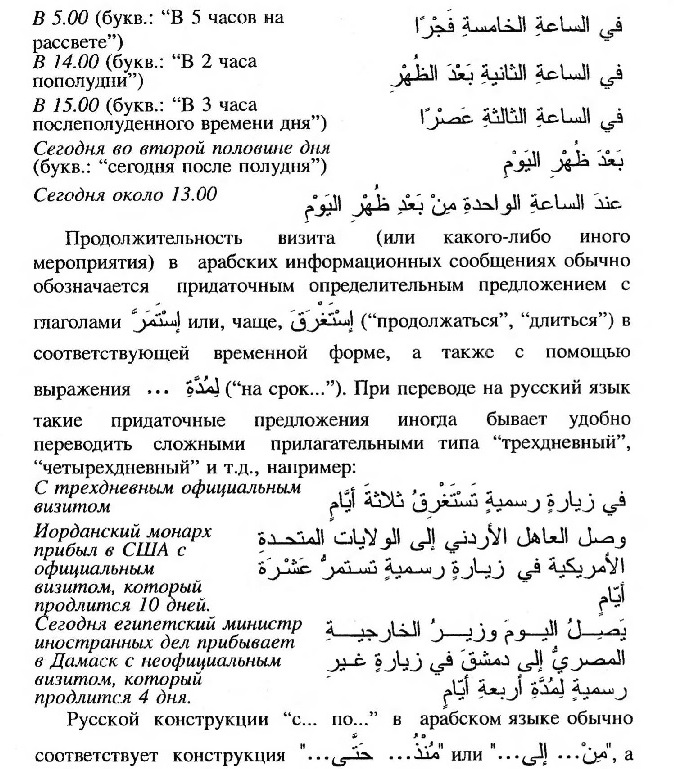 В 5.00 (букв.: “В 5 часов на
рассвете”)
في الساعةِ الخامسةِ فَجْرًا
В 14.00 (букв.: “В 2 часа
пополудни”)
في الساعةِ الثانيةِ بَعْدَ الظُهْرِ
В 15.00 (букв.: “В 3 часа
послеполуденного времени дня”)
في الساعةِ الثالثةِ عَصْرًا
Сегодня во второй половине дня
(букв.: “сегодня после полудня”)
بَعْدَ ظُهْرِ اليَوْمِ
Сегодня около 13.00
عندَ الساعةِ الواحدةِ مِنْ بَعْدِ ظُهْرِ اليَوْمِ
Продолжительность визита (или какого-либо иного
мероприятия) в арабских информационных сообщениях обычно
обозначается придаточным определительным предложением с
глаголами إِسْتَمَرَّ или, чаще, إِسْتَغْرَقَ (“продолжаться”, “длиться”) в
соответствующей временной форме, а также с помощью
выражения ... لِمُدَّةِ (“на срок...”). При переводе на русский язык
такие придаточные предложения иногда бывает удобно
переводить сложными прилагательными типа “трехдневный”,
“четырехдневный” и т.д., например:
С трехдневным официальным
визитом
في زيارةٍ رسميةٍ تَسْتَغْرِقُ ثلاثةَ أيَّامٍ
Иорданский монарх
прибыл в США с
официальным
визитом, который
продлится 10 дней.
وصل العاهل الأردني إلى الولايات المتحدةِ
الأمريكية في زيارةٍ رسميةٍ تستمرُّ عَشْرَةَ
أيّامٍ
Сегодня египетский министр
иностранных дел прибывает
в Дамаск с неофициальным
визитом, который
продлится 4 дня.
يَصِلُ اليومَ وزيرُ الخارجيةِ
المصريُّ إلى دمشقَ في زيارةٍ غيرِ
رسميةٍ لِمُدَّةِ أربعةِ أيَّامٍ
Русской конструкции “с... по...” в арабском языке обычно
соответствует конструкция "مُنْذُ... حَتَّى..." или "مِنْ... إلى...", а